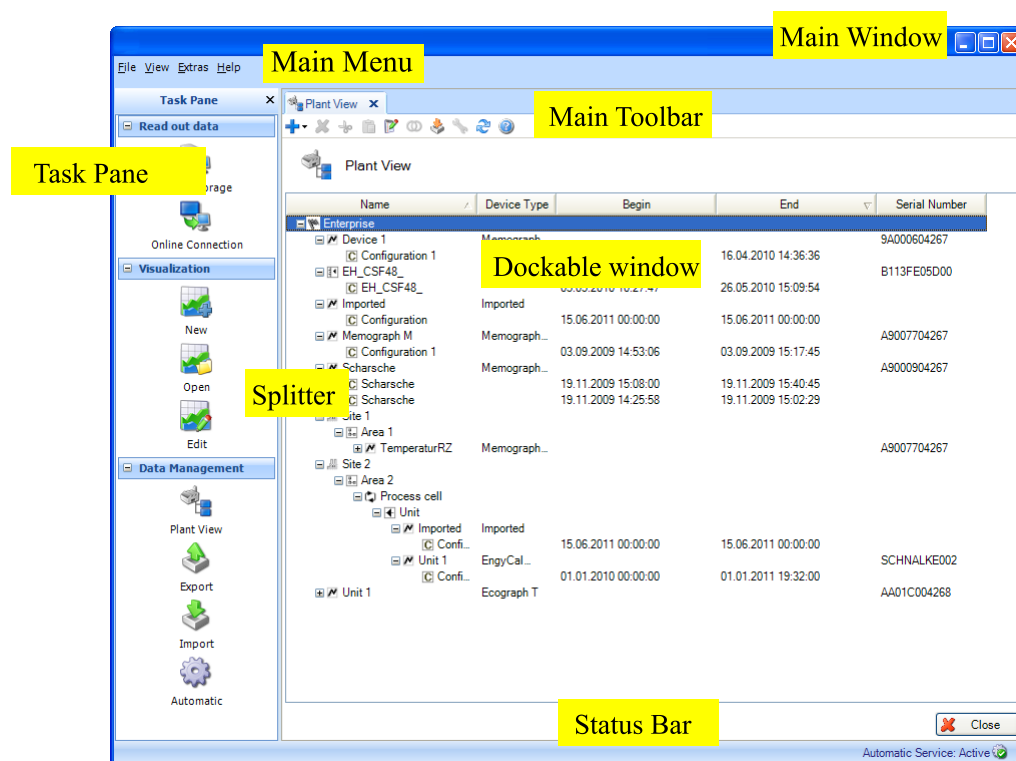 Main Window
Main Menu
File View Extras Help
Task Pane
Plant View
Main Toolbar
Read out data
Task Pane
Plant View
Online Connection
Name Device Type Begin End Serial Number
Enterprise
Device 1 Memograph 9A000604267
Configuration 1 16.04.2010 14:36:36
Dockable window
EH_CSF48_ B113FE05D00
EH_CSF48_ 26.05.2010 15:09:54
Visualization
Imported Imported
Configuration 15.06.2011 00:00:00 15.06.2011 00:00:00
New
Memograph M Memograph... A9007704267
Configuration 1 03.09.2009 14:53:06 03.09.2009 15:17:45
Scharsche Memograph... A9000904267
Open
Splitter
Scharsche 19.11.2009 15:08:00 19.11.2009 15:40:45
Scharsche 19.11.2009 14:25:58 19.11.2009 15:02:29
Site 1
Area 1
Edit
TemperaturRZ Memograph... A9007704267
Data Management
Site 2
Area 2
Process cell
Unit
Plant View
Imported Imported
Confi... 15.06.2011 00:00:00 15.06.2011 00:00:00
Unit 1 EngyCal... SCHNALKE002
Confi... 01.01.2010 00:00:00 01.01.2011 19:32:00
Export
Unit 1 Ecograph T AA01C004268
Import
Automatic
Status Bar
Close
Automatic Service: Active